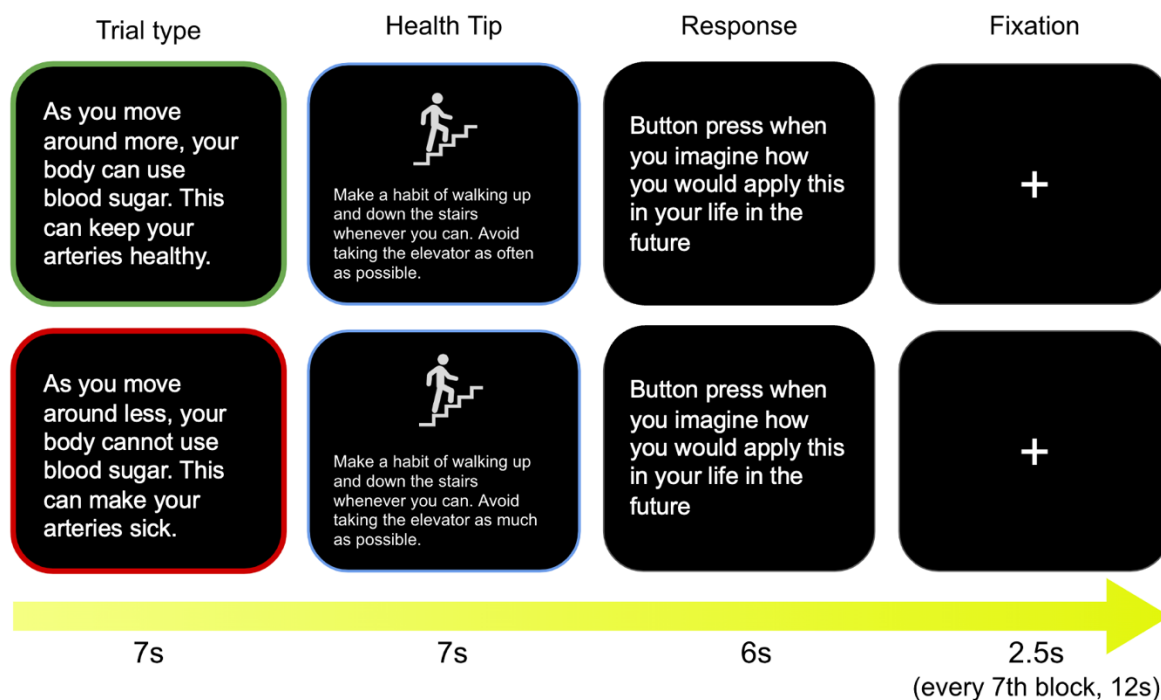 Trial type
Health Tip
Response
Fixation
As you move
around more, your
body can use
blood sugar. This
can keep your
arteries healthy.
Make a habit of walking up
and down the stairs
whenever you can. Avoid
taking the elevator as often
as possible.
Button press when
you imagine how
you would apply this
in your life in the
future
+
As you move
around less, your
body cannot use
blood sugar. This
can make your
arteries sick.
Make a habit of walking up
and down the stairs
whenever you can. Avoid
taking the elevator as much
as possible.
Button press when
you imagine how
you would apply this
in your life in the
future
+
7s
7s
6s
2.5s
(every 7th block, 12s)